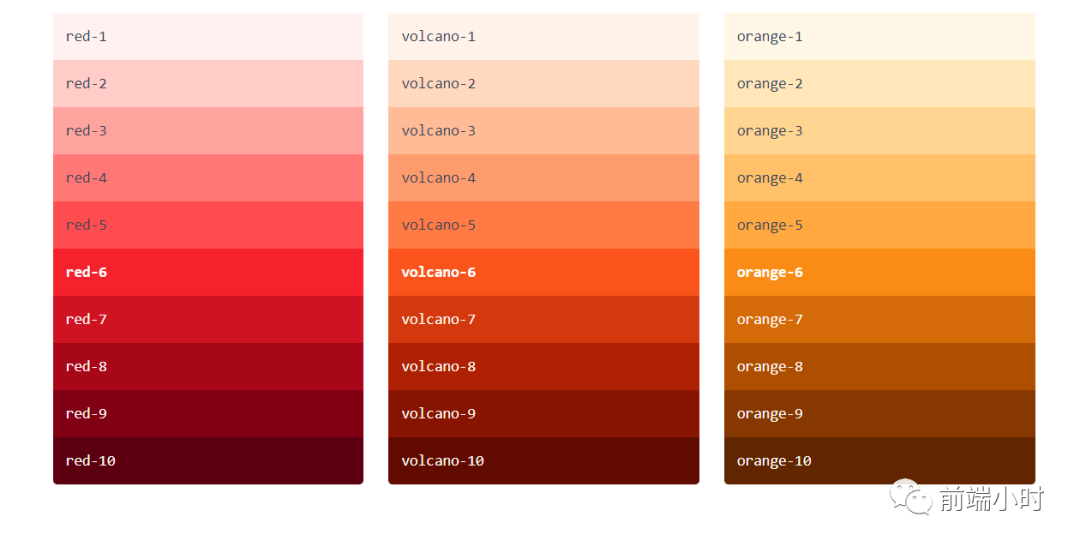 red-1
red-2
red-3
red-4
red-5
red-6
red-7
red-8
red-9
red-10
volcano-1
volcano-2
volcano-3
volcano-4
volcano-5
volcano-6
volcano-7
volcano-8
volcano-9
volcano-10
orange-1
orange-2
orange-3
orange-4
orange-5
orange-6
orange-7
orange-8
orange-9
orange-10
前端小时